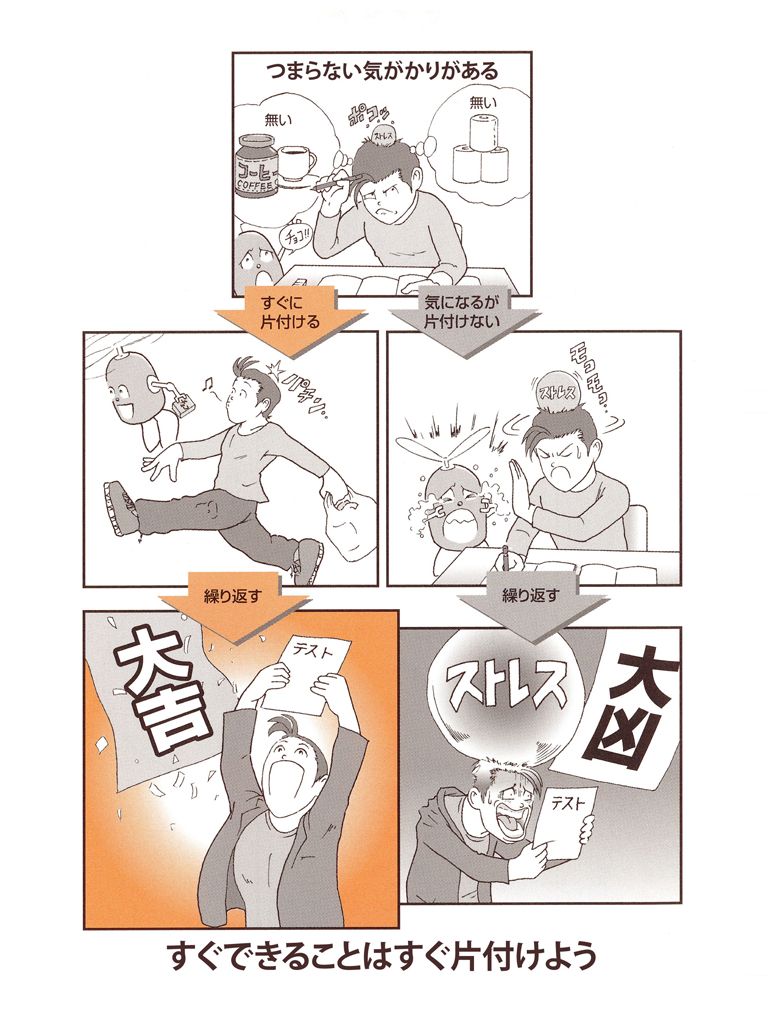 つまらない気がかりがある
無い
ポコッ
ストレス
無い
コーヒー
COFFEE
チョコ!!
すぐに
片付ける
気になるが
片付けない
パチン。
モコモコ…
ストレス
繰り返す
繰り返す
大吉
テスト
ストレス
大凶
テスト
すぐできることはすぐ片付けよう